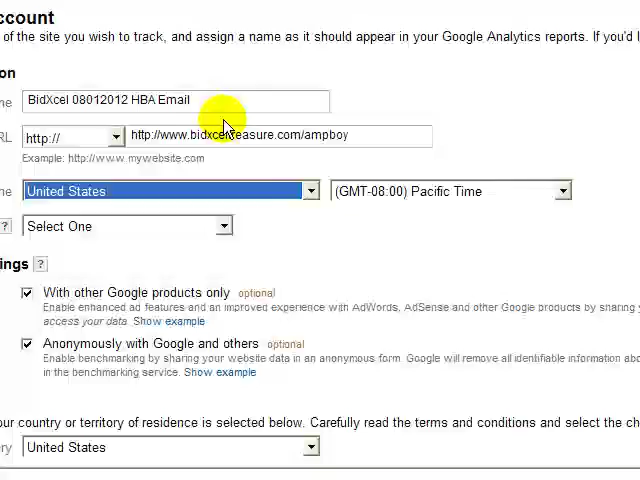 ccount
of the site you wish to track, and assign a name as it should appear in your Google Analytics reports. If you'd l
on
ne BidXcel 08012012 HBA Email
RL http:// http://www.bidxceltreasure.com/ampboy
Example: http://www.mywebsite.com
ne United States (GMT-08:00) Pacific Time
? Select One
ings ?
With other Google products only optional
Enable enhanced ad features and an improved experience with AdWords, AdSense and other Google products by sharing
access your data. Show example
Anonymously with Google and others optional
Enable benchmarking by sharing your website data in an anonymous form. Google will remove all identifiable information abo
in the benchmarking service. Show example
our country or territory of residence is selected below. Carefully read the terms and conditions and select the ch
ry United States